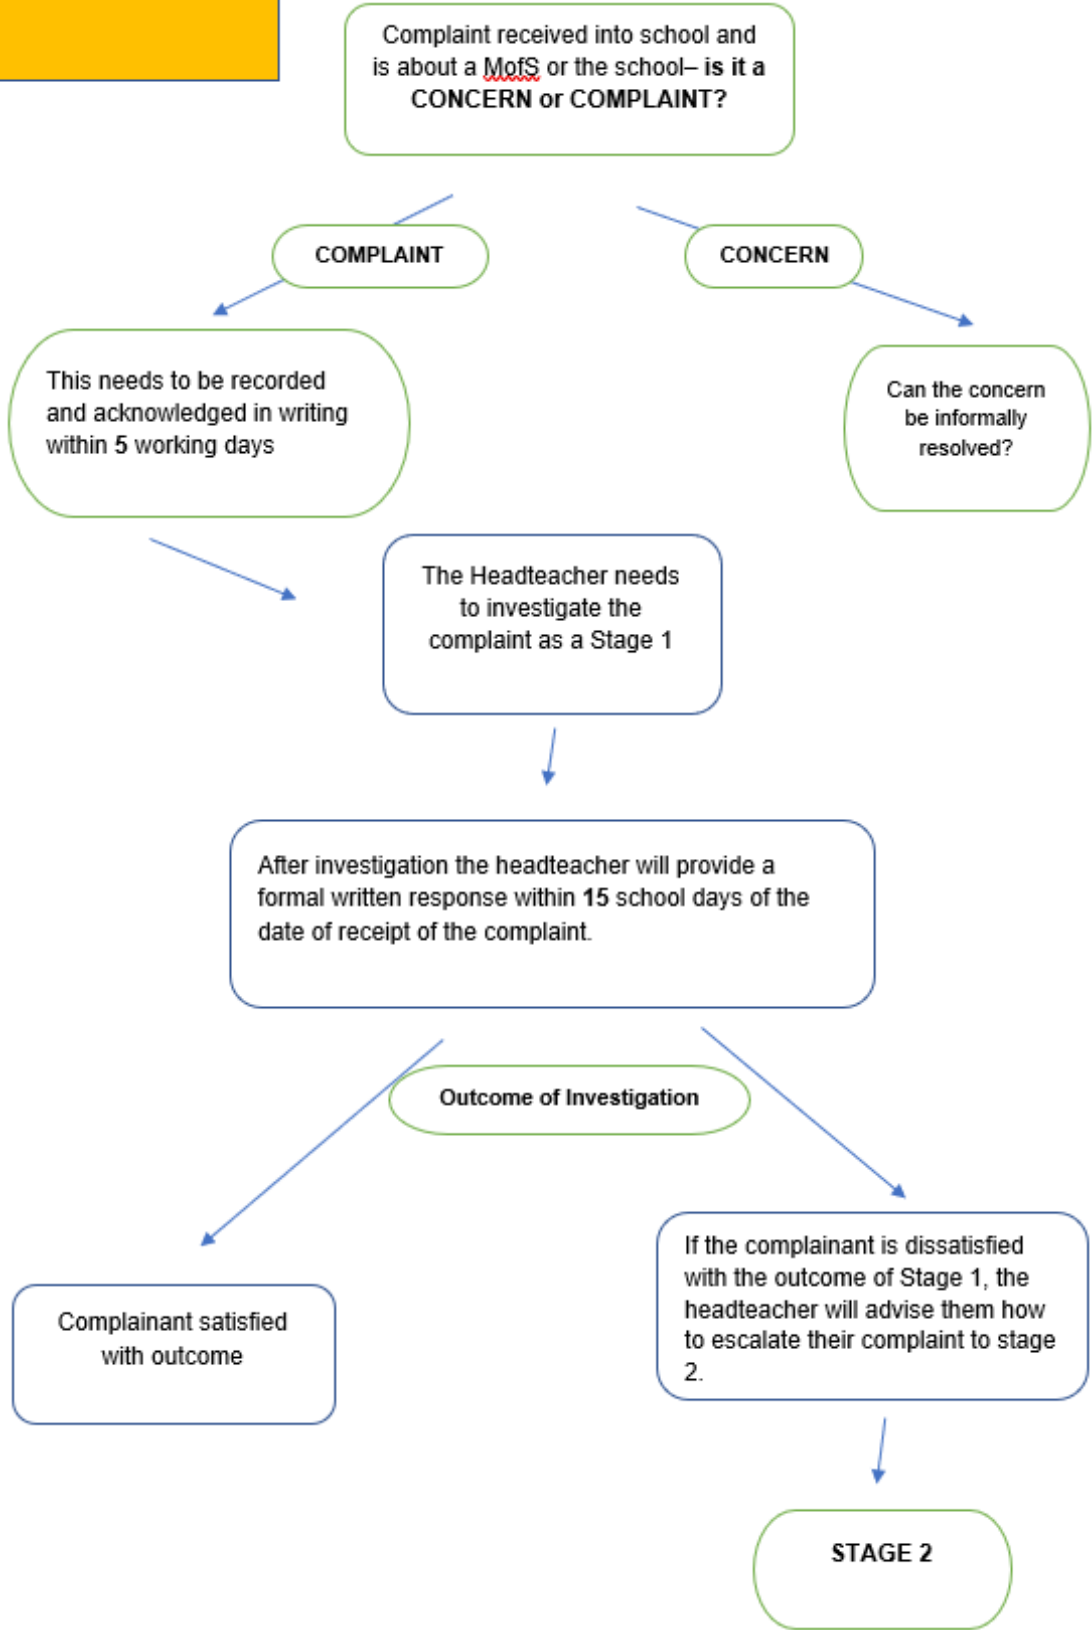 Complaint received into school and
is about a MofS or the school– is it a
CONCERN or COMPLAINT?
COMPLAINT
CONCERN
This needs to be recorded
and acknowledged in writing
within 5 working days
Can the concern
be informally
resolved?
The Headteacher needs
to investigate the
complaint as a Stage 1
After investigation the headteacher will provide a
formal written response within 15 school days of the
date of receipt of the complaint.
Outcome of Investigation
Complainant satisfied
with outcome
If the complainant is dissatisfied
with the outcome of Stage 1, the
headteacher will advise them how
to escalate their complaint to stage
2.
STAGE 2